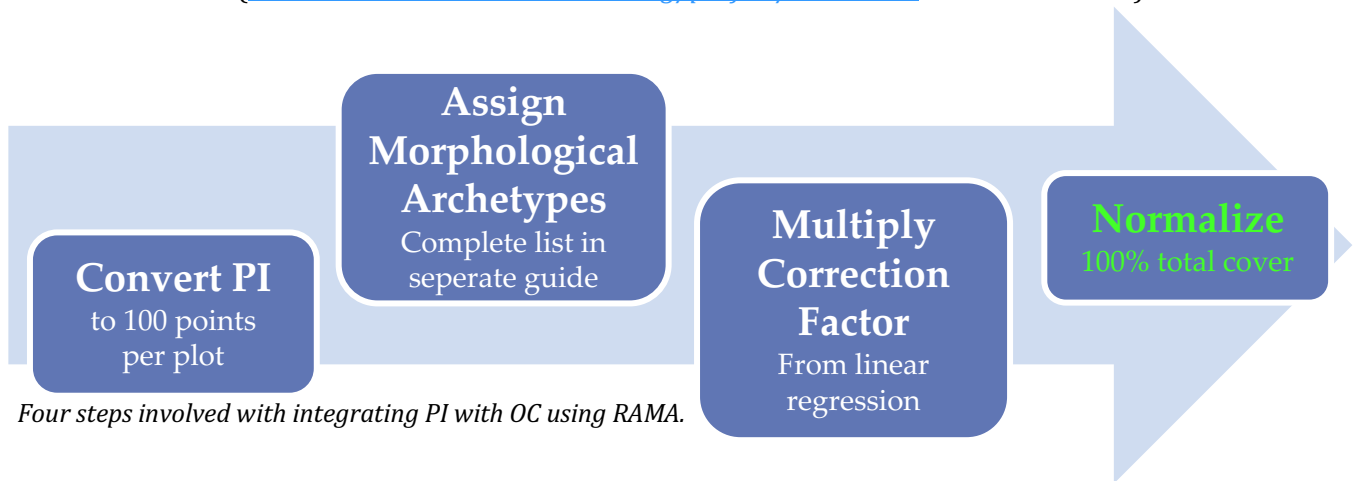 Convert PI
to 100 points
per plot
Assign
Morphological
Archetypes
Complete list in
seperate guide
Multiply
Correction
Factor
From linear
regression
Normalize
100% total cover
Four steps involved with integrating PI with OC using RAMA.